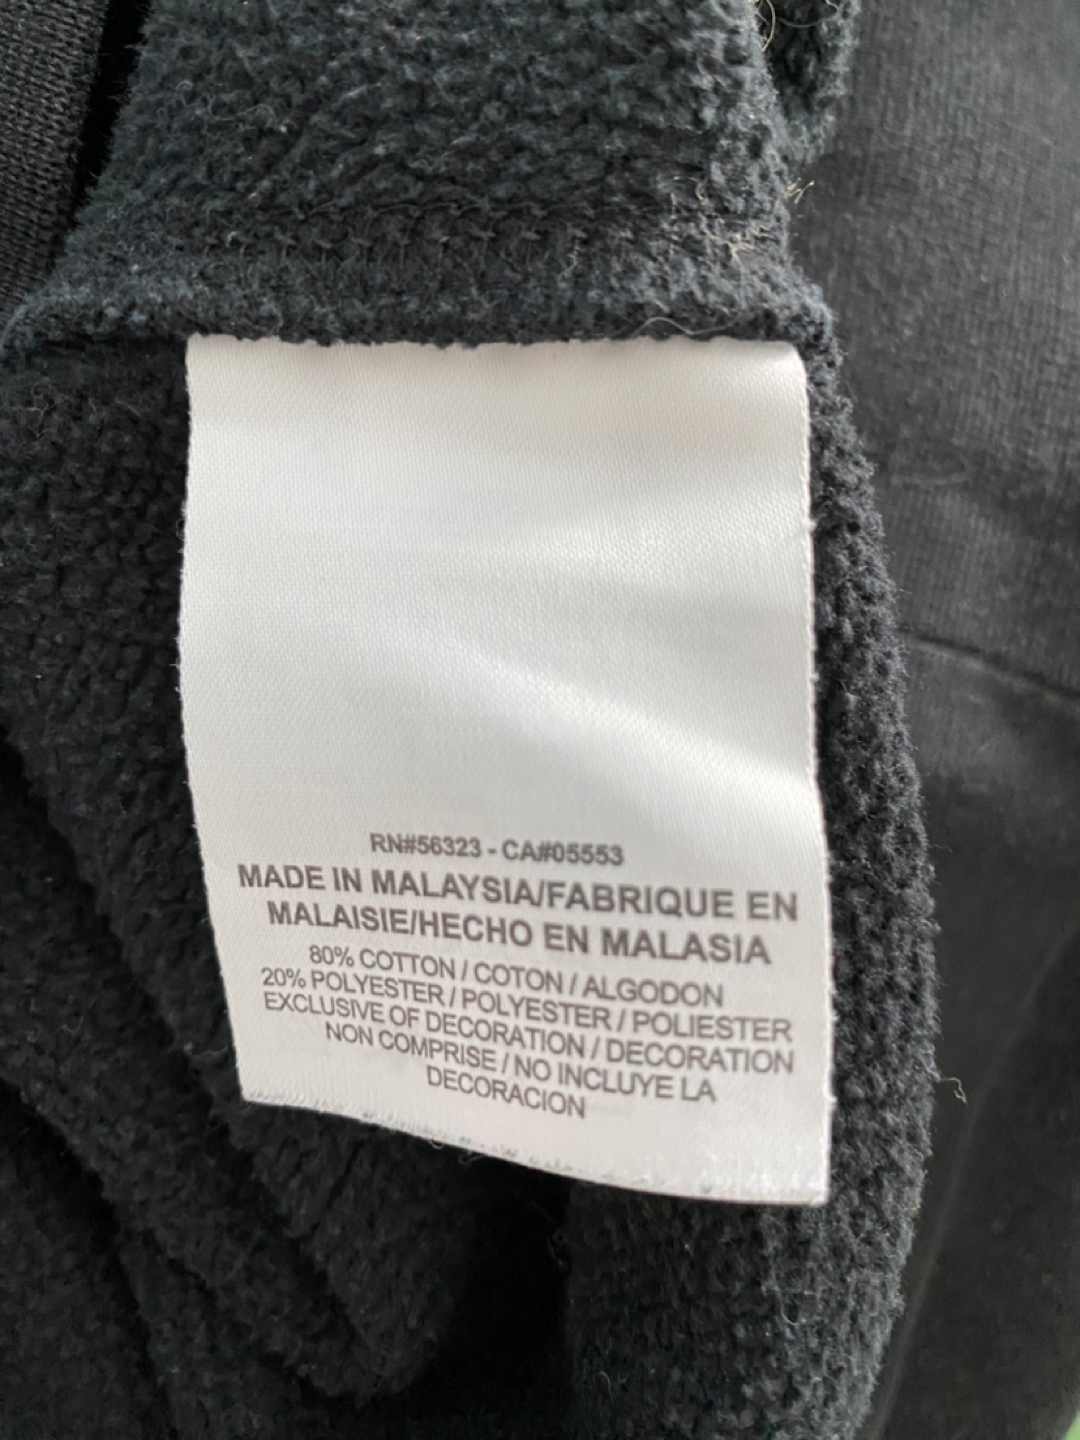 RN#56323 - CA#05553
MADE IN MALAYSIA/FABRIQUE EN
MALAISIE/HECHO EN MALASIA
80% COTTON / COTON / ALGODON
20% POLYESTER / POLYESTER / POLIESTER
EXCLUSIVE OF DECORATION / DECORATION
NON COMPRISE / NO INCLUYE LA
DECORACION